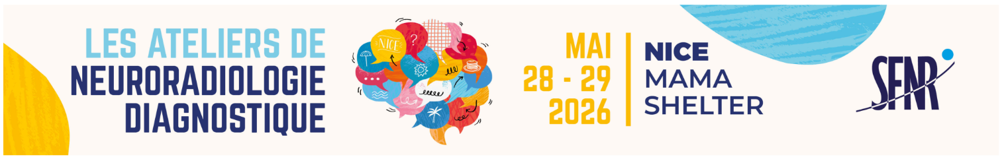 LES ATELIERS DE
NEURORADIOLOGIE
DIAGNOSTIQUE
NICE
?
MAI
28 - 29
2026
NICE
MAMA
SHELTER
SFNR